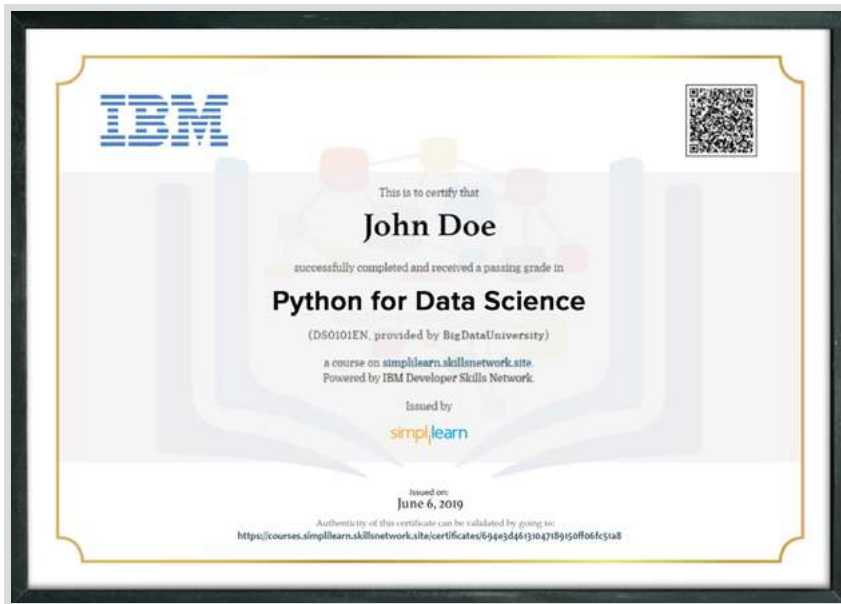 IBM
This is to certify that
John Doe
successfully completed and received a passing grade in
Python for Data Science
(DS0101EN, provided by BigDataUniversity)
a course on simplilearn.skillsnetwork.site.
Powered by IBM Developer Skills Network.
Issued by
simplilearn
Issued on:
June 6, 2019
Authenticity of this certificate can be validated by going to:
https://courses.simplilearn.skillsnetwork.site/certificates/694e3d46131047189150ff06fc51a8